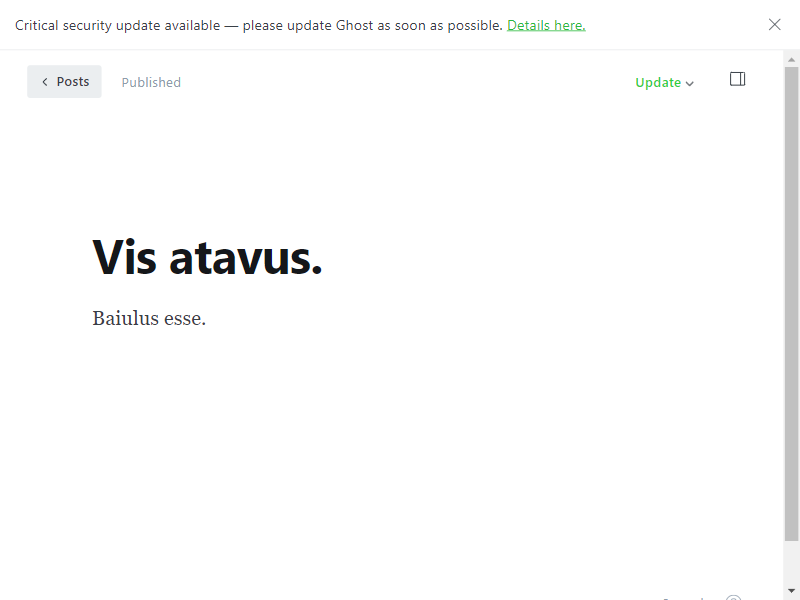 Critical security update available — please update Ghost as soon as possible. Details here.
Posts
Published
Update
Vis atavus.
Baiulus esse.